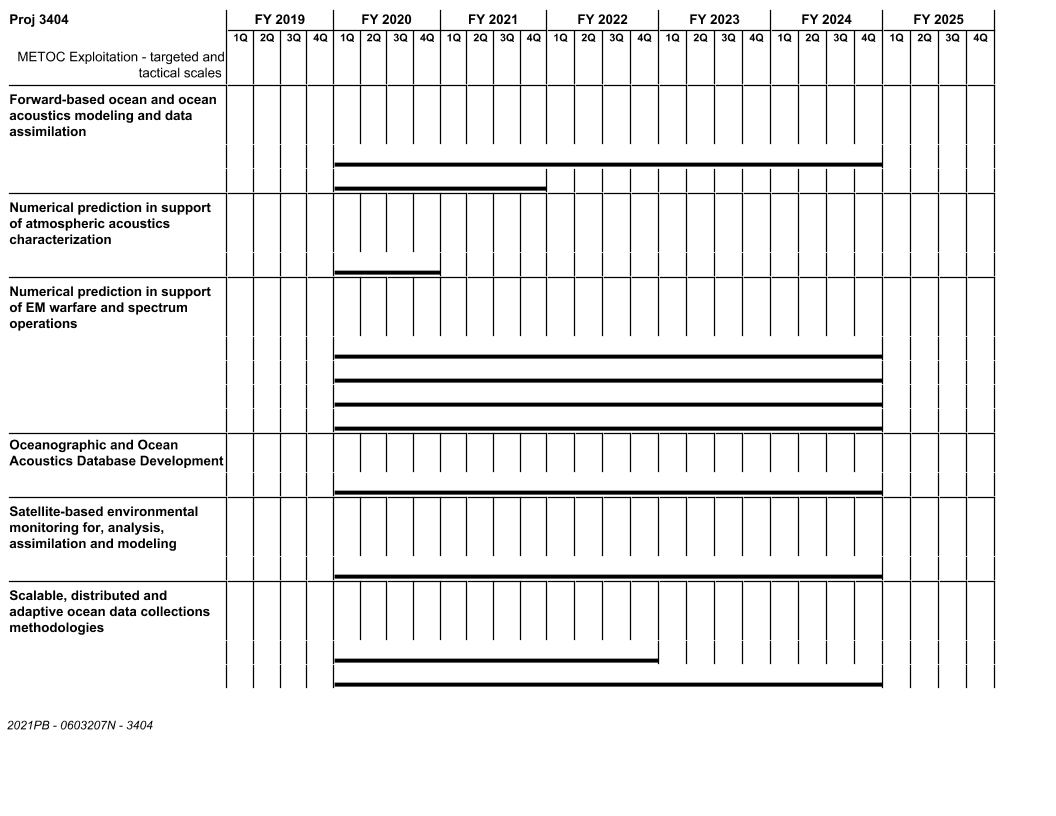 Proj 3404 FY 2019 FY 2020 FY 2021 FY 2022 FY 2023 FY 2024 FY 2025
1Q 2Q 3Q 4Q 1Q 2Q 3Q 4Q 1Q 2Q 3Q 4Q 1Q 2Q 3Q 4Q 1Q 2Q 3Q 4Q 1Q 2Q 3Q 4Q 1Q 2Q 3Q 4Q
METOC Exploitation - targeted and
tactical scales
Forward-based ocean and ocean
acoustics modeling and data
assimilation
Numerical prediction in support
of atmospheric acoustics
characterization
Numerical prediction in support
of EM warfare and spectrum
operations
Oceanographic and Ocean
Acoustics Database Development
Satellite-based environmental
monitoring for, analysis,
assimilation and modeling
Scalable, distributed and
adaptive ocean data collections
methodologies
2021PB - 0603207N - 3404